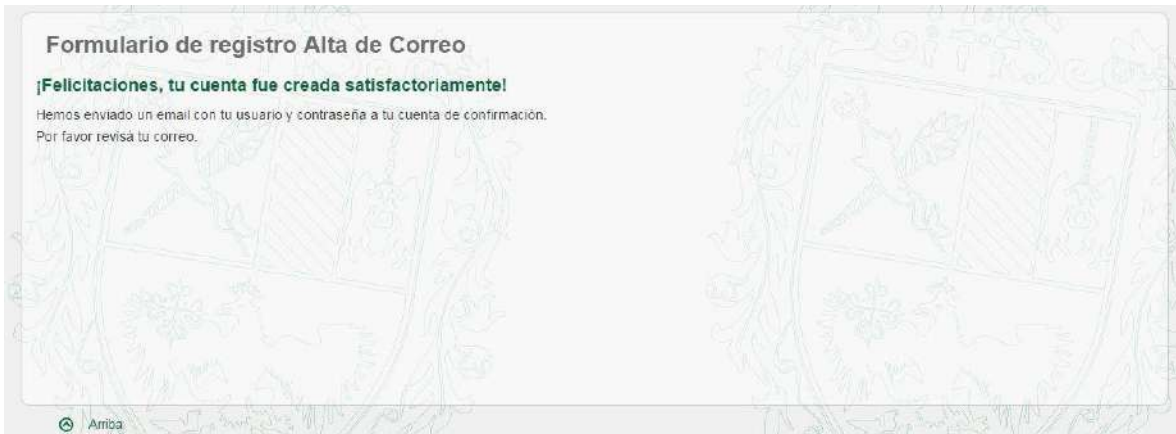 Formulario de registro Alta de Correo
¡Felicitaciones, tu cuenta fue creada satisfactoriamente!
Hemos enviado un email con tu usuario y contraseña a tu cuenta de confirmación.
Por favor revisá tu correo.
Arriba